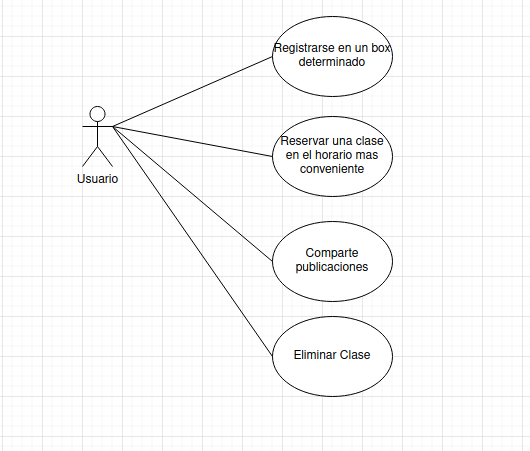 Registrarse en un box
determinado
Reservar una clase
en el horario mas
conveniente
Usuario
Comparte
publicaciones
Eliminar Clase